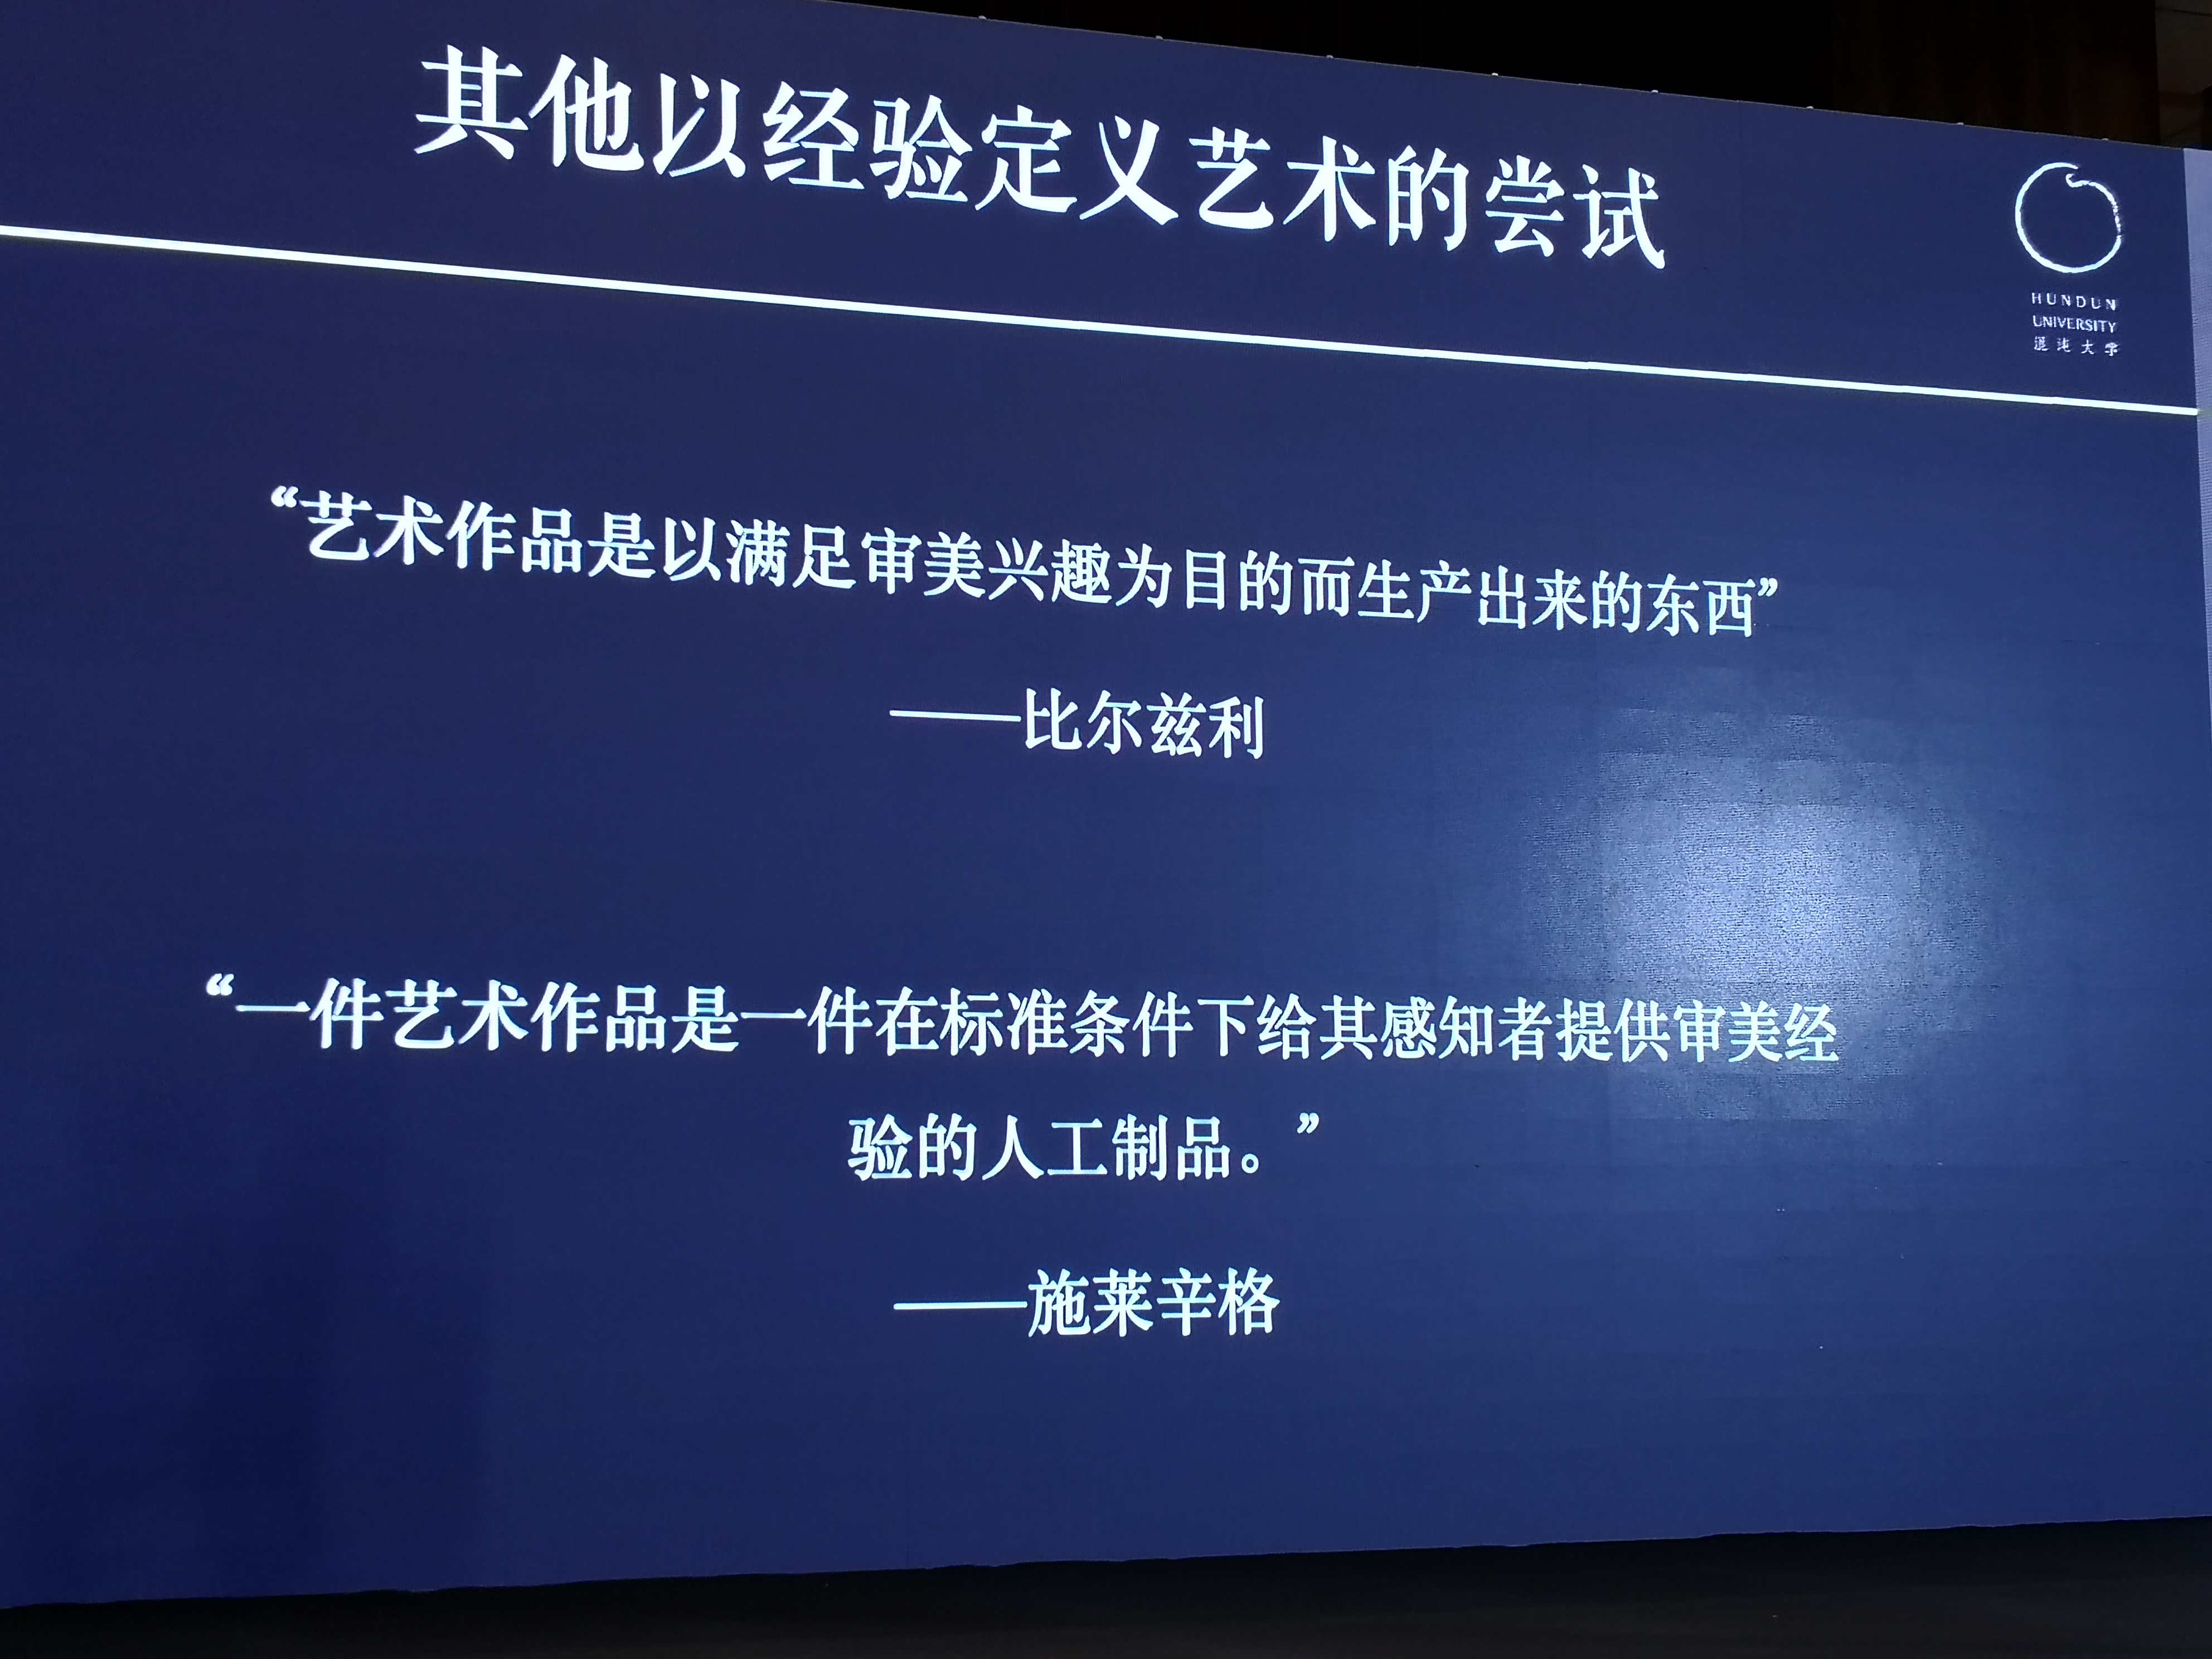 其他以经验定义艺术的尝试
HUNDUN
UNIVERSITY
混沌大学
“艺术作品是以满足审美兴趣为目的而生产出来的东西”
——比尔兹利
“一件艺术作品是一件在标准条件下给其感知者提供审美经
验的人工制品。”
——施莱辛格